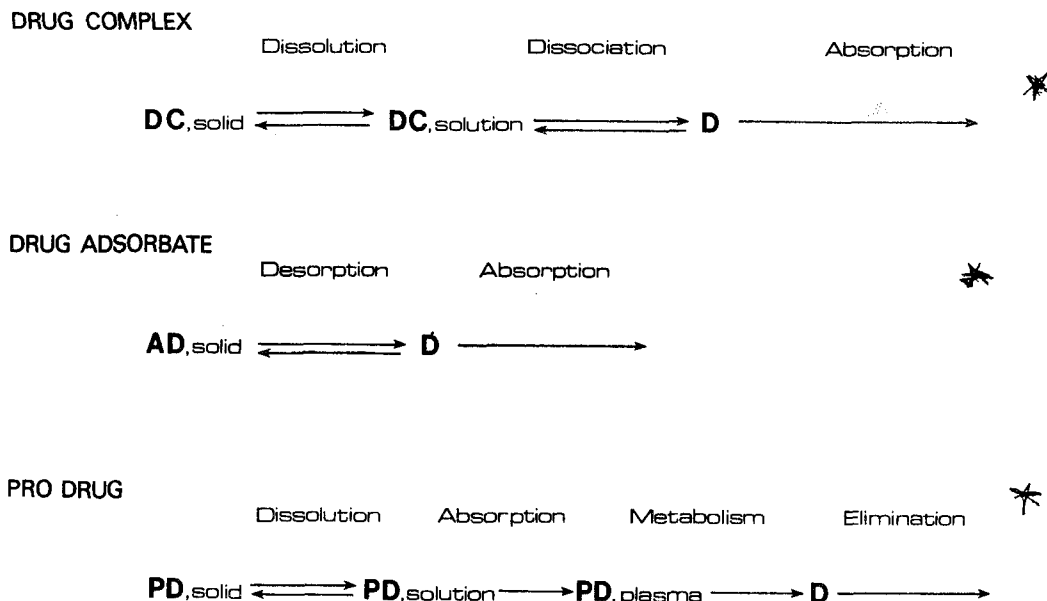 DRUG COMPLEX
Dissolution Dissociation Absorption
DC,solid DC,solution D
DRUG ADSORBATE
Desorption Absorption
AD,solid D
PRO DRUG
Dissolution Absorption Metabolism Elimination
PD,solid PD,solution PD,plasma D